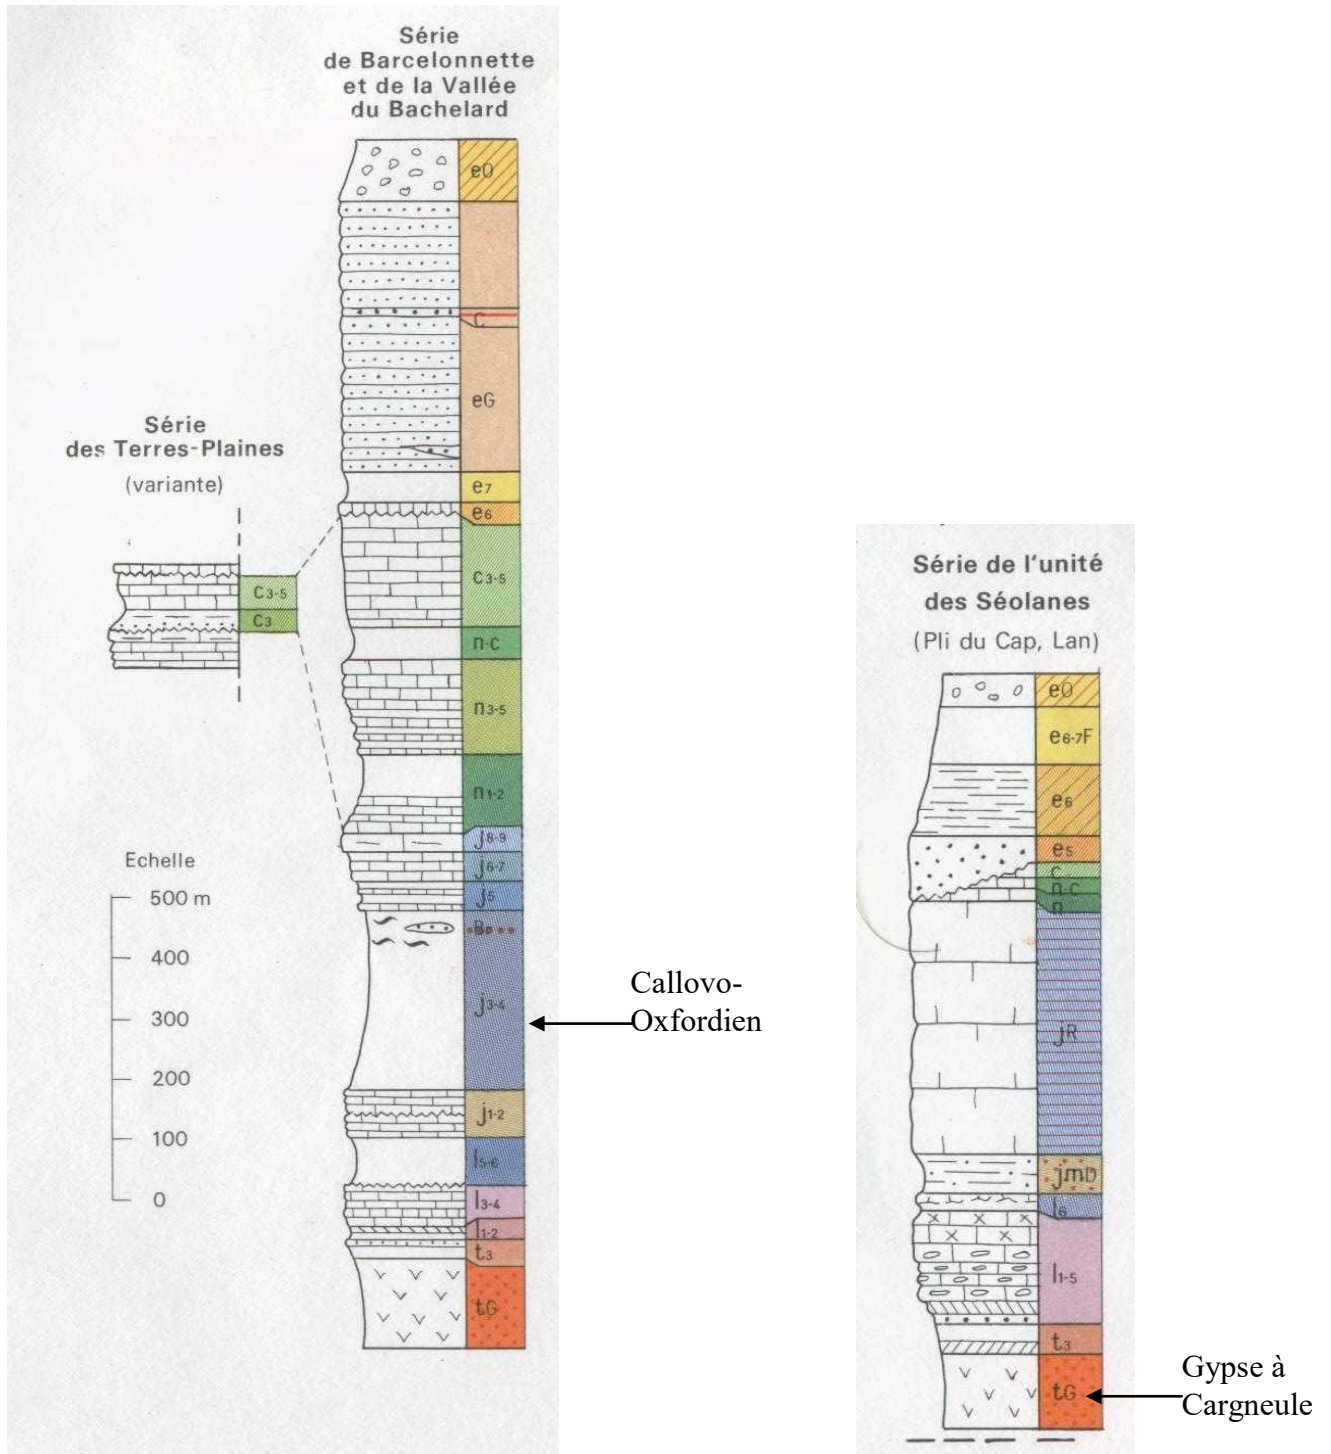 Série
de Barcelonnette
et de la Vallée
du Bachelard
eO
C
eG
e7
e6
c3-5
n-c
n3-5
n1-2
j8-9
j6-7
j5
j3-4
j1-2
l5-6
l3-4
l1-2
t3
tG
Série
des Terres-Plaines
(variante)
c3-5
c3
Echelle
500 m
400
300
200
100
0
Callovo-
Oxfordien
Série de l'unité
des Séolanes
(Pli du Cap, Lan)
eO
e6-7F
e6
e5
c
n-c
n
jR
jmD
l6
l1-5
t3
tG
Gypse à
Cargneule